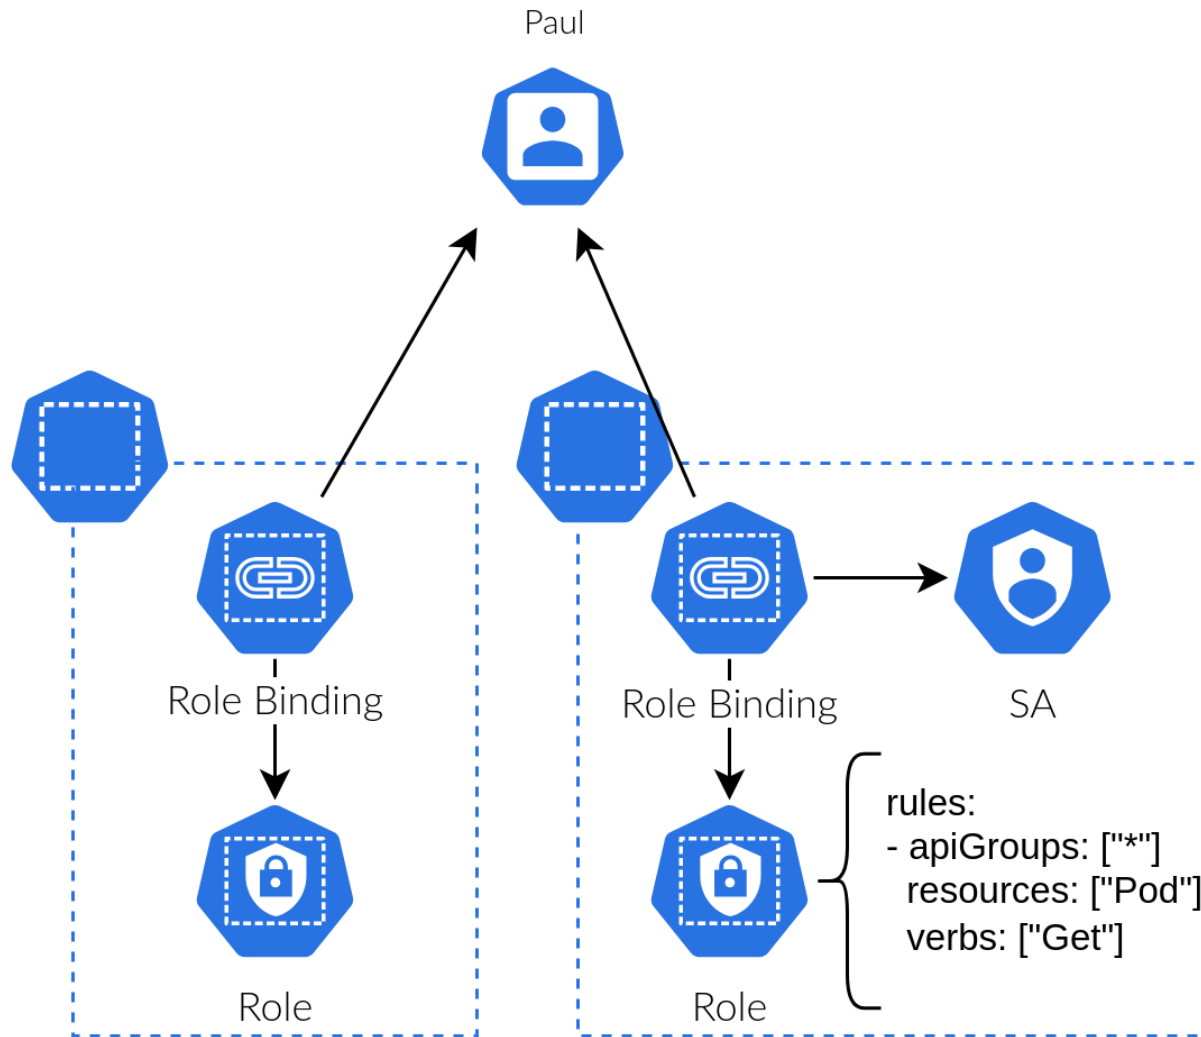 Paul
Role Binding
Role Binding
SA
rules:
- apiGroups: ["*"]
resources: ["Pod"]
verbs: ["Get"]
Role
Role